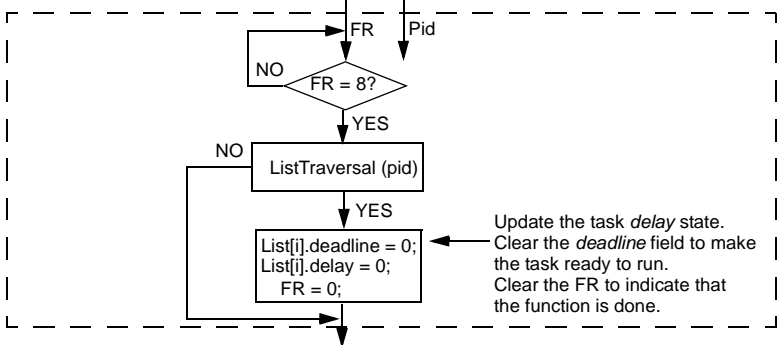 FR
Pid
NO
FR = 8?
YES
NO
ListTraversal (pid)
YES
List[i].deadline = 0;
List[i].delay = 0;
FR = 0;
Update the task delay state.
Clear the deadline field to make
the task ready to run.
Clear the FR to indicate that
the function is done.